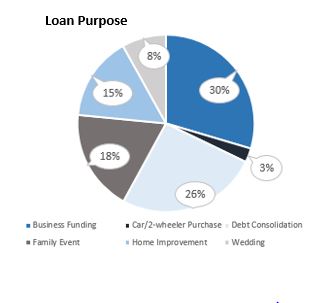 Loan Purpose
8%
30%
15%
18%
3%
26%
Business Funding Car/2-wheeler Purchase Debt Consolidation
Family Event Home Improvement Wedding